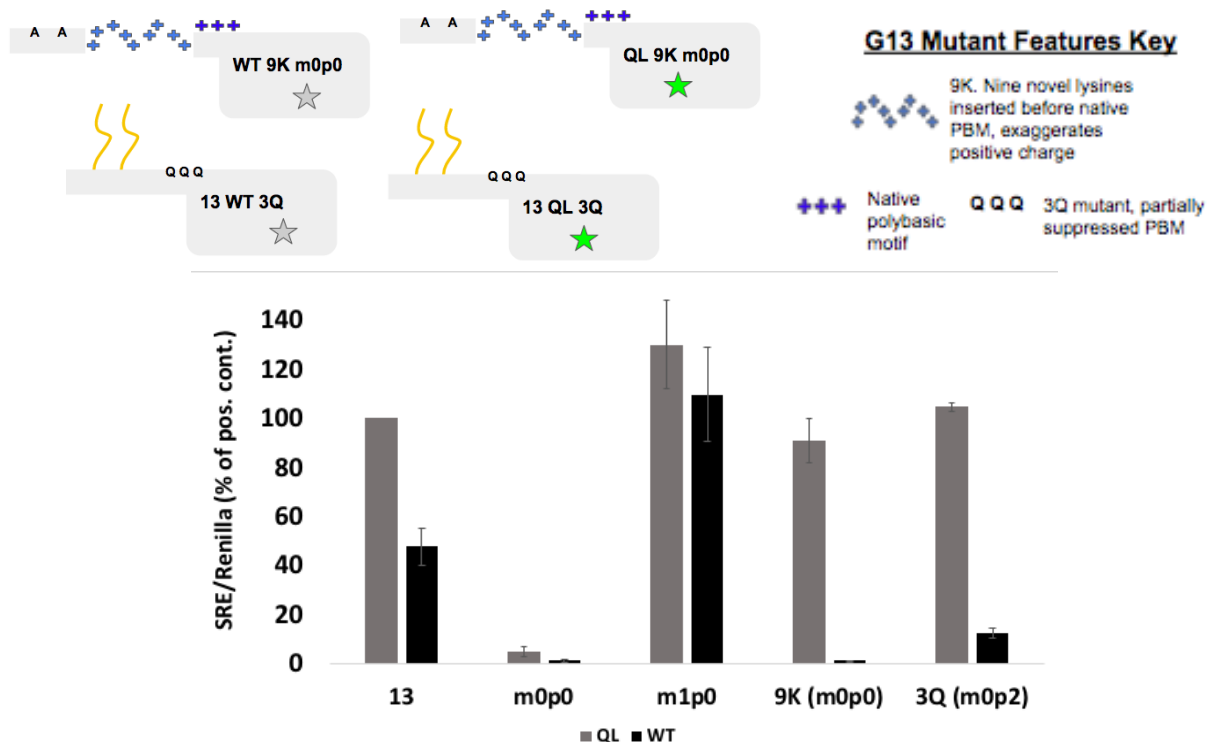 A A
+++
WT 9K m0p0
A A
+++
QL 9K m0p0
G13 Mutant Features Key
9K. Nine novel lysines
inserted before native
PBM, exaggerates
positive charge
QQQ
13 WT 3Q
QQQ
13 QL 3Q
+++ Native
polybasic
motif
Q Q Q 3Q mutant, partially
suppressed PBM
SRE/Renilla (% of pos. cont.)
140
120
100
80
60
40
20
0
13 m0p0 m1p0 9K (m0p0) 3Q (m0p2)
QL WT